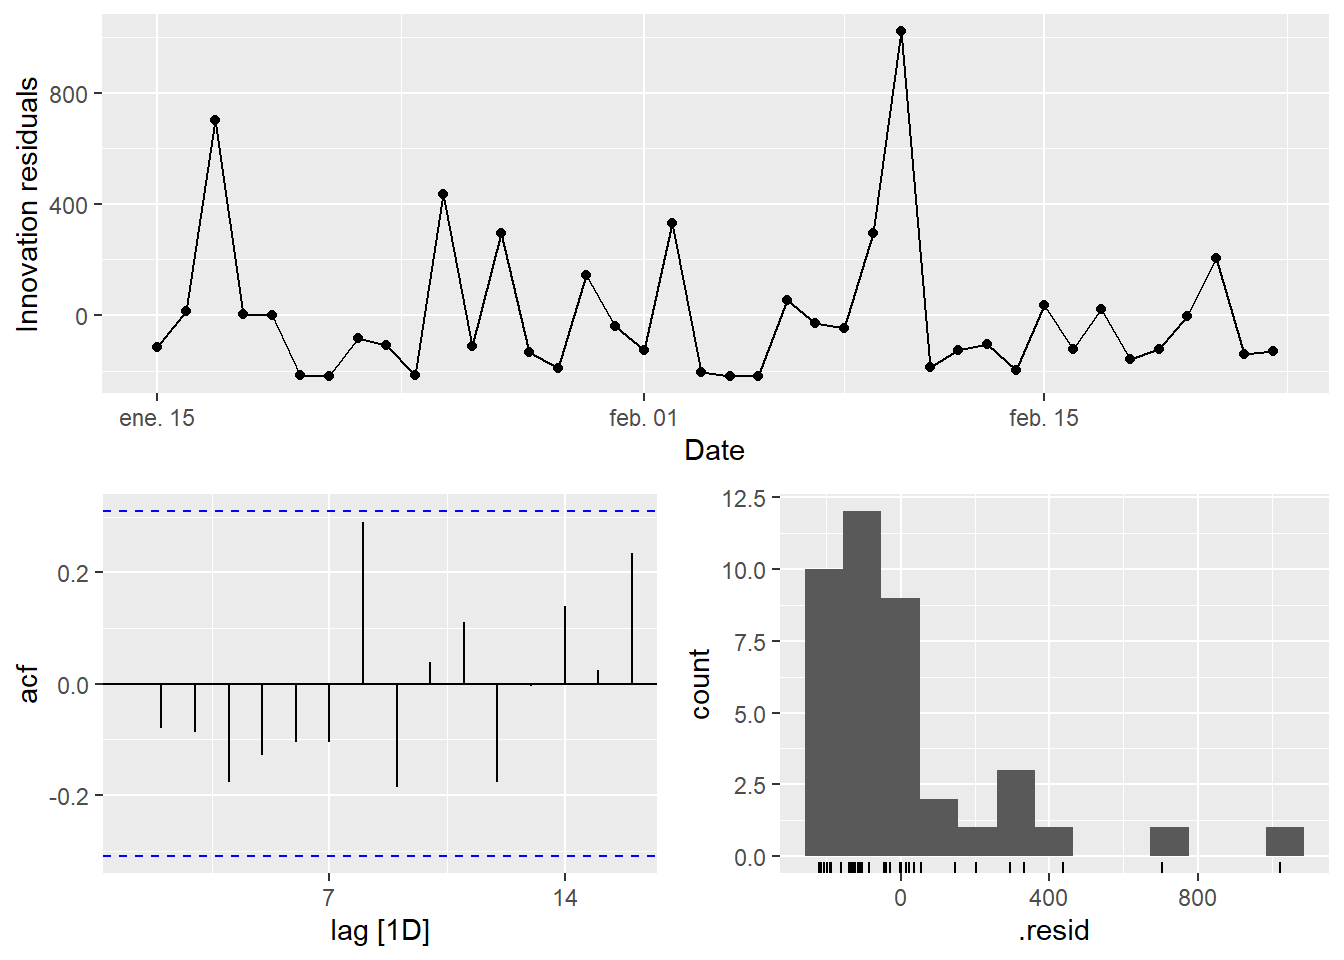 Innovation residuals
800
400
0
ene. 15
feb. 01
feb. 15
Date
acf
0.2
0.0
-0.2
7
14
lag [1D]
count
12.5
10.0
7.5
5.0
2.5
0.0
0
400
800
.resid